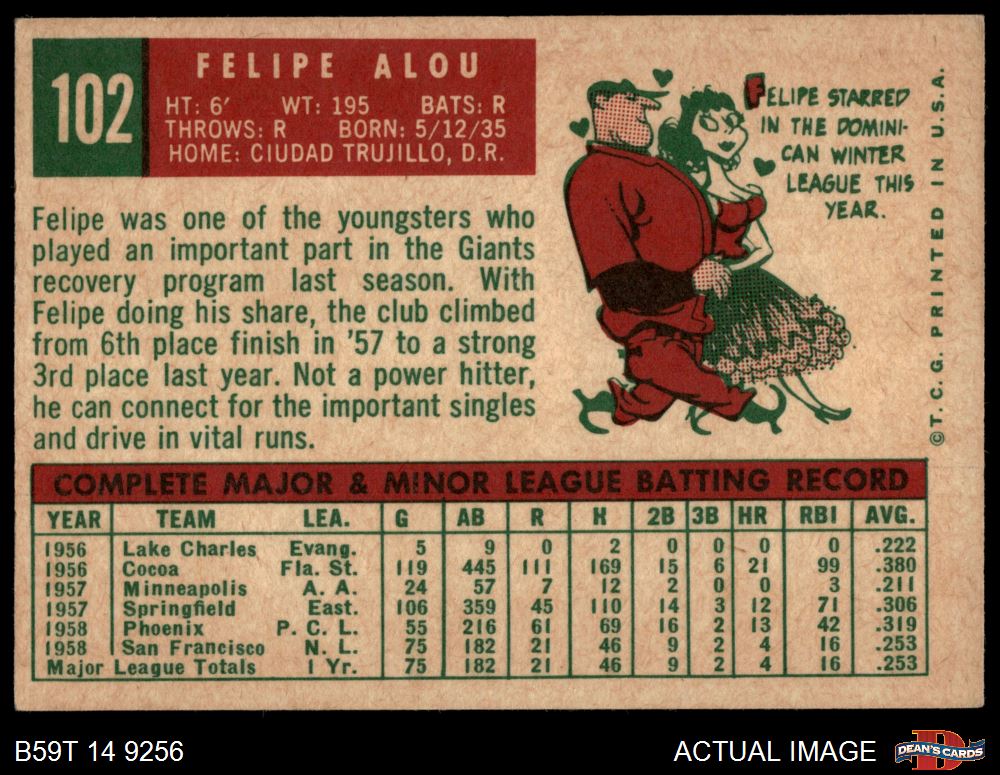 102
FELIPE ALOU
HT: 6' WT: 195 BATS: R
THROWS: R BORN: 5/12/35
HOME: CIUDAD TRUJILLO, D.R.
Felipe was one of the youngsters who
played an important part in the Giants
recovery program last season. With
Felipe doing his share, the club climbed
from 6th place finish in '57 to a strong
3rd place last year. Not a power hitter,
he can connect for the important singles
and drive in vital runs.
FELIPE STARRED
IN THE DOMINI-
CAN WINTER
LEAGUE THIS
YEAR.
©T. C. G. PRINTED IN U.S.A.
COMPLETE MAJOR & MINOR LEAGUE BATTING RECORD
YEAR TEAM LEA. G AB R H 2B 3B HR RBI AVG.
1956 Lake Charles Evang. 5 9 0 2 0 0 0 0 .222
1956 Cocoa Fla. St. 119 445 111 169 15 6 21 99 .380
1957 Minneapolis A. A. 24 57 7 12 2 0 0 3 .211
1957 Springfield East. 106 359 45 110 14 3 12 71 .306
1958 Phoenix P. C. L. 55 216 61 69 16 2 13 42 .319
1958 San Francisco N. L. 75 182 21 46 9 2 4 16 .253
Major League Totals 1 Yr. 75 182 21 46 9 2 4 16 .253
B59T 14 9256
ACTUAL IMAGE
D
DEAN'S CARDS